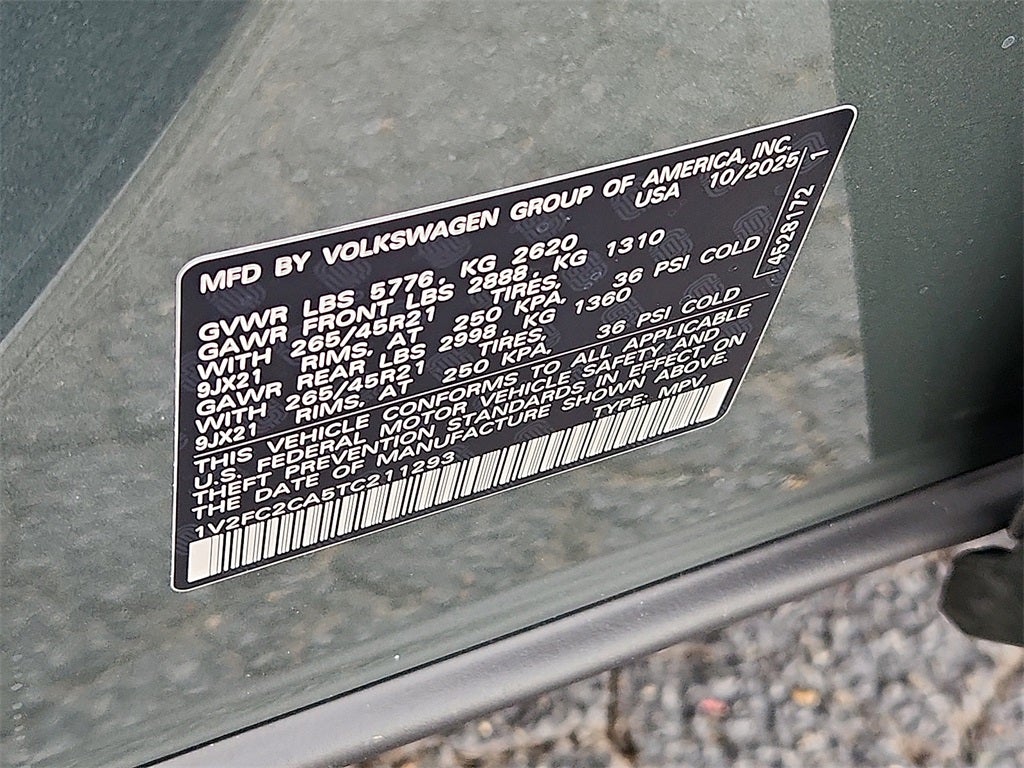 MFD BY VOLKSWAGEN GROUP OF AMERICA, INC.
USA 10/2025
GVWR LBS 5776, KG 2620
GAWR FRONT LBS 2888, KG 1310
WITH 265/45R21 TIRES,
9JX21 RIMS, AT 250 KPA, 36 PSI COLD
GAWR REAR LBS 2998, KG 1360
WITH 265/45R21 TIRES,
9JX21 RIMS, AT 250 KPA, 36 PSI COLD
THIS VEHICLE CONFORMS TO ALL APPLICABLE
U.S. FEDERAL MOTOR VEHICLE SAFETY AND
THEFT PREVENTION STANDARDS IN EFFECT ON
THE DATE OF MANUFACTURE SHOWN ABOVE.
1V2FC2CA5TC211293 TYPE: MPV
4528172 1